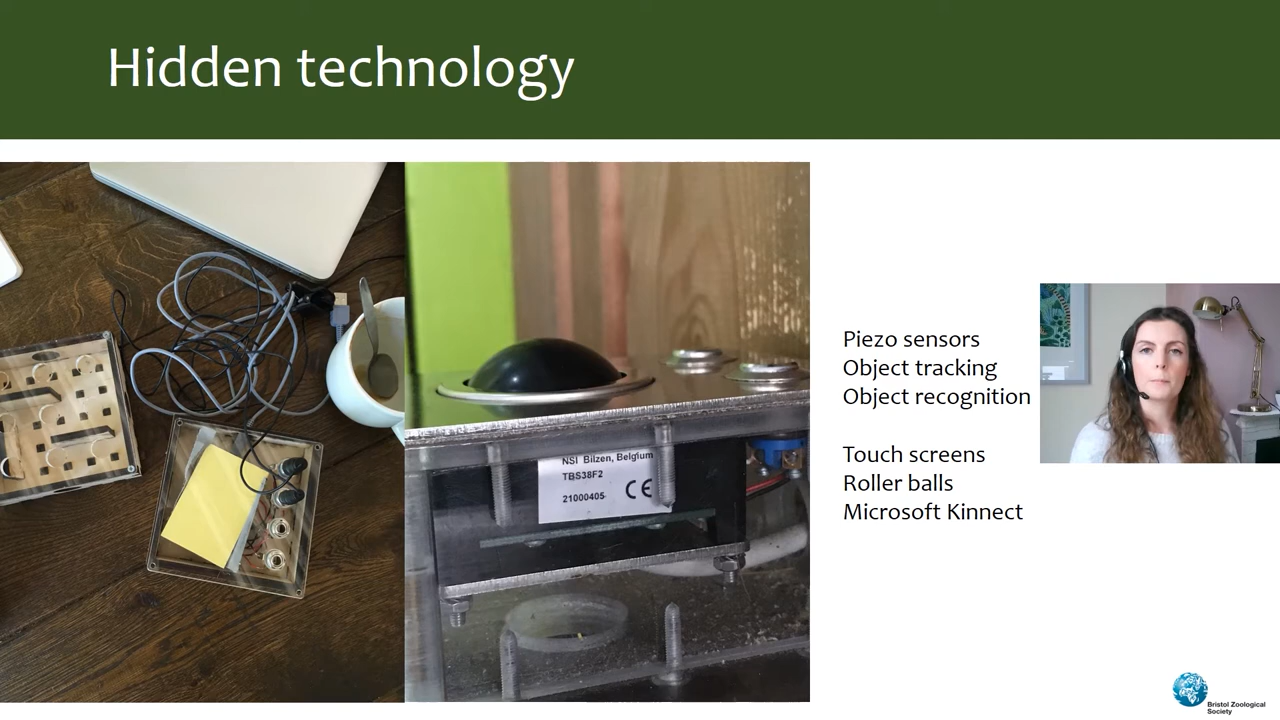 Hidden technology
NSI Bilzen, Belgium
TBS38F2
21000405
CE
Piezo sensors
Object tracking
Object recognition
Touch screens
Roller balls
Microsoft Kinnect
Bristol Zoological
Society